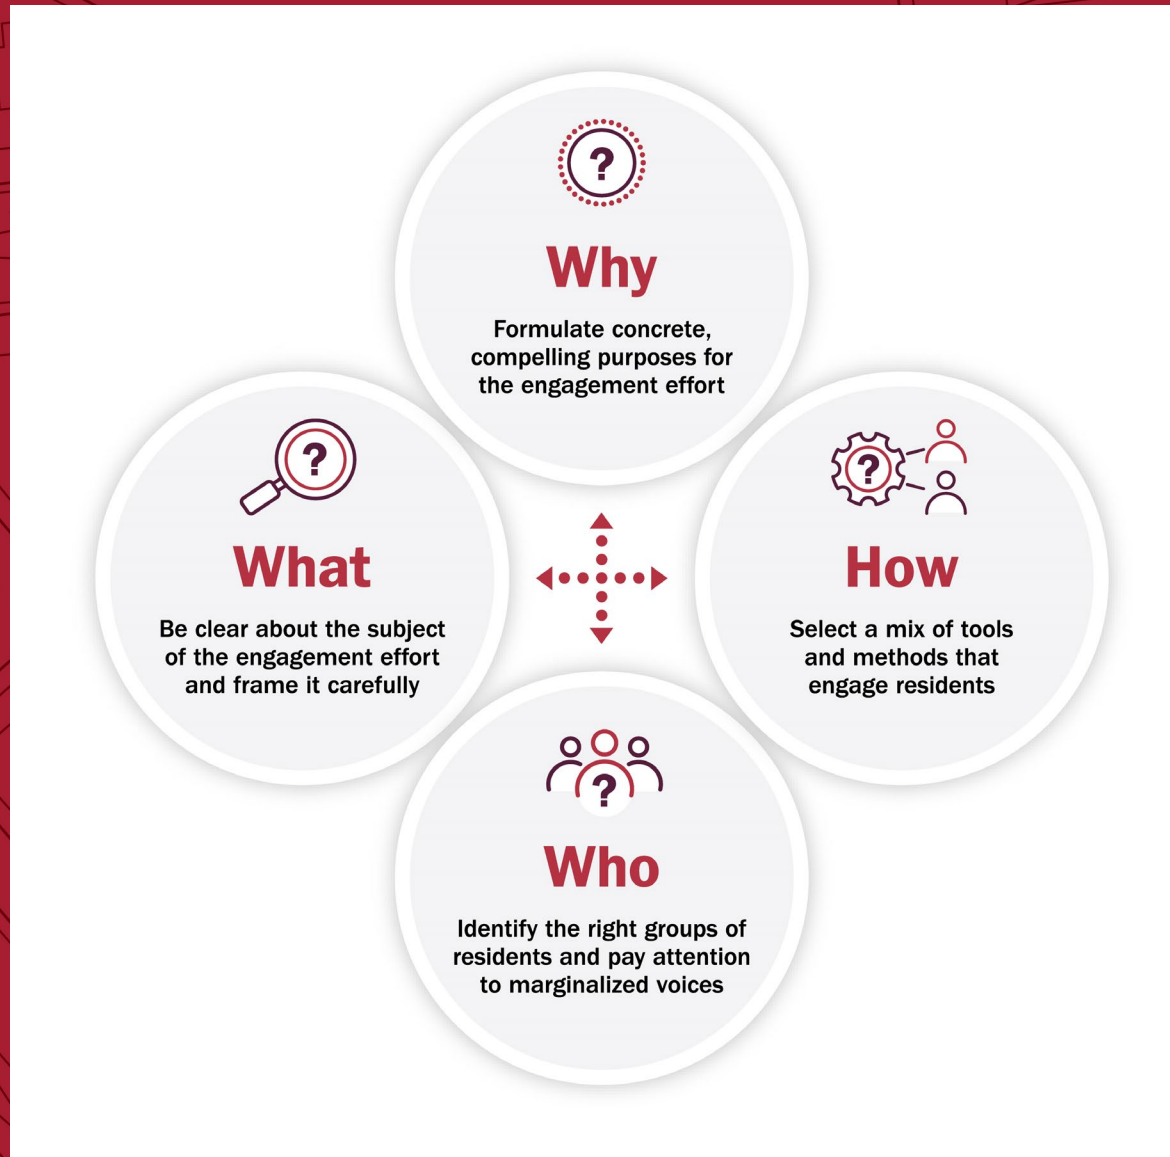 ?
Why
Formulate concrete,
compelling purposes for
the engagement effort
?
What
Be clear about the subject
of the engagement effort
and frame it carefully
?
How
Select a mix of tools
and methods that
engage residents
?
Who
Identify the right groups of
residents and pay attention
to marginalized voices